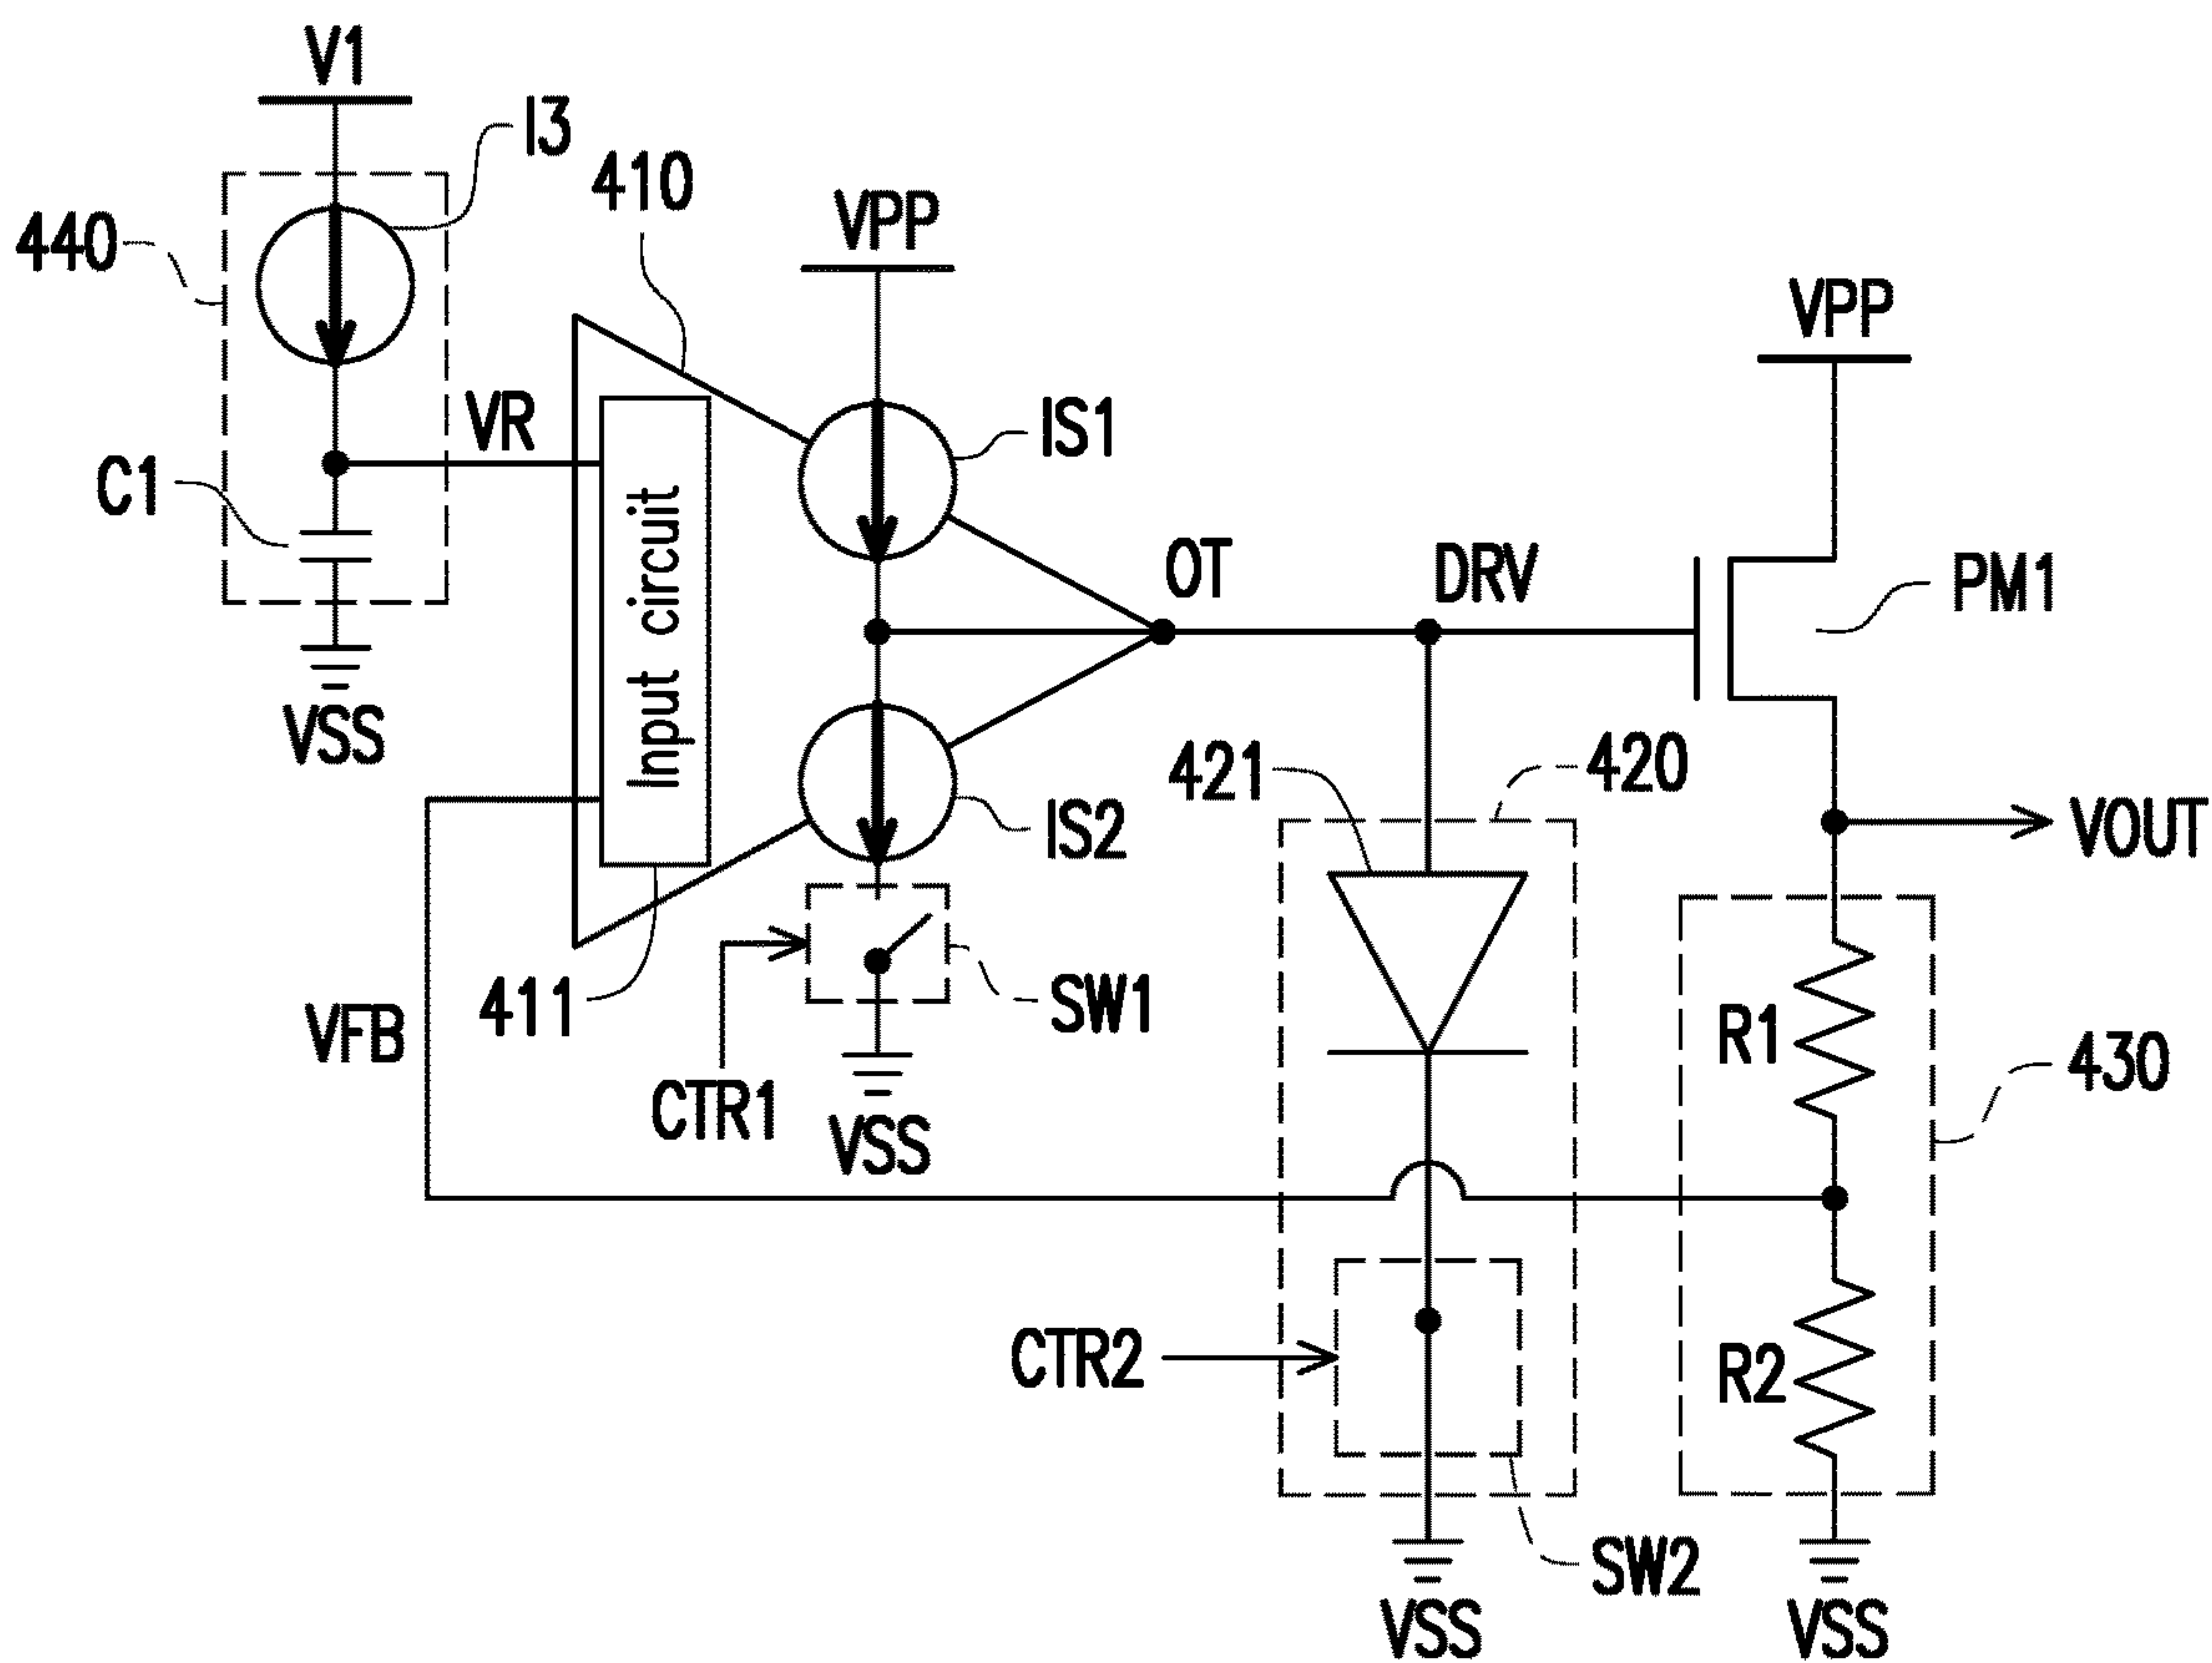 V1
I3
410
VPP
440
VPP
VR
IS1
C1
Input circuit
OT
DRV
PM1
VSS
421
420
IS2
VOUT
411
SW1
VFB
R1
430
CTR1
VSS
CTR2
R2
SW2
VSS
VSS